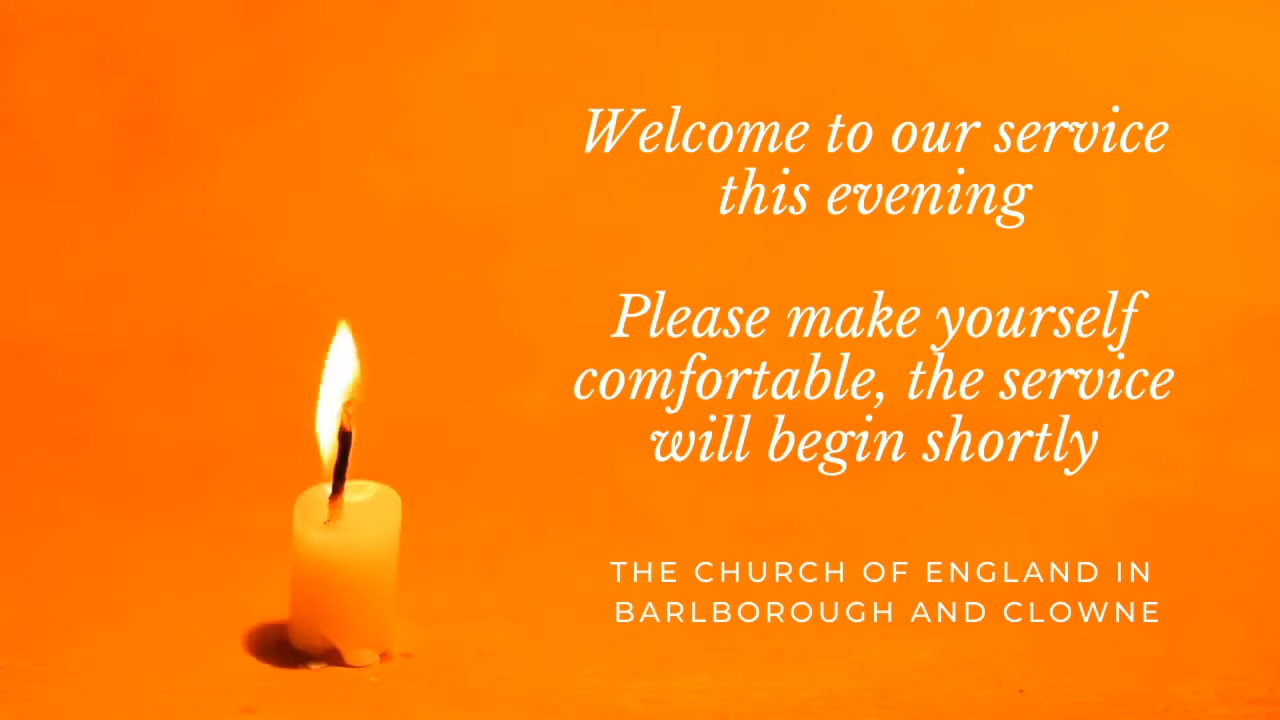 Welcome to our service
this evening
Please make yourself
comfortable, the service
will begin shortly
THE CHURCH OF ENGLAND IN
BARLBOROUGH AND CLOWNE